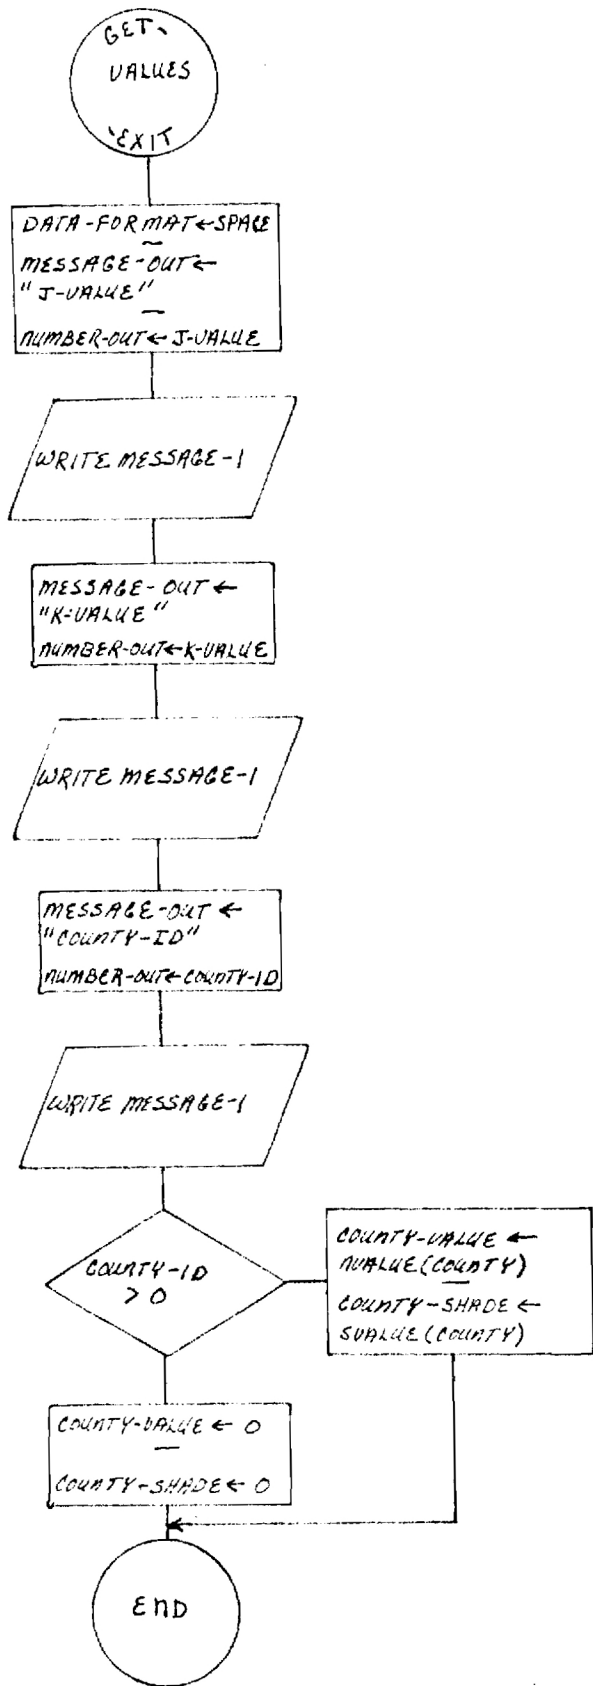 GET
VALUES
EXIT
DATA-FORMAT←SPACE
MESSAGE-OUT←
"J-VALUE"
NUMBER-OUT←J-VALUE
WRITE MESSAGE-1
MESSAGE-OUT←
"K-VALUE"
NUMBER-OUT←K-VALUE
WRITE MESSAGE-1
MESSAGE-OUT←
"COUNTY-ID"
NUMBER-OUT←COUNTY-ID
WRITE MESSAGE-1
COUNTY-ID
> 0
COUNTY-VALUE ←
NVALUE(COUNTY)
COUNTY-SHADE←
SVALUE(COUNTY)
COUNTY-VALUE ← 0
COUNTY-SHADE← 0
END